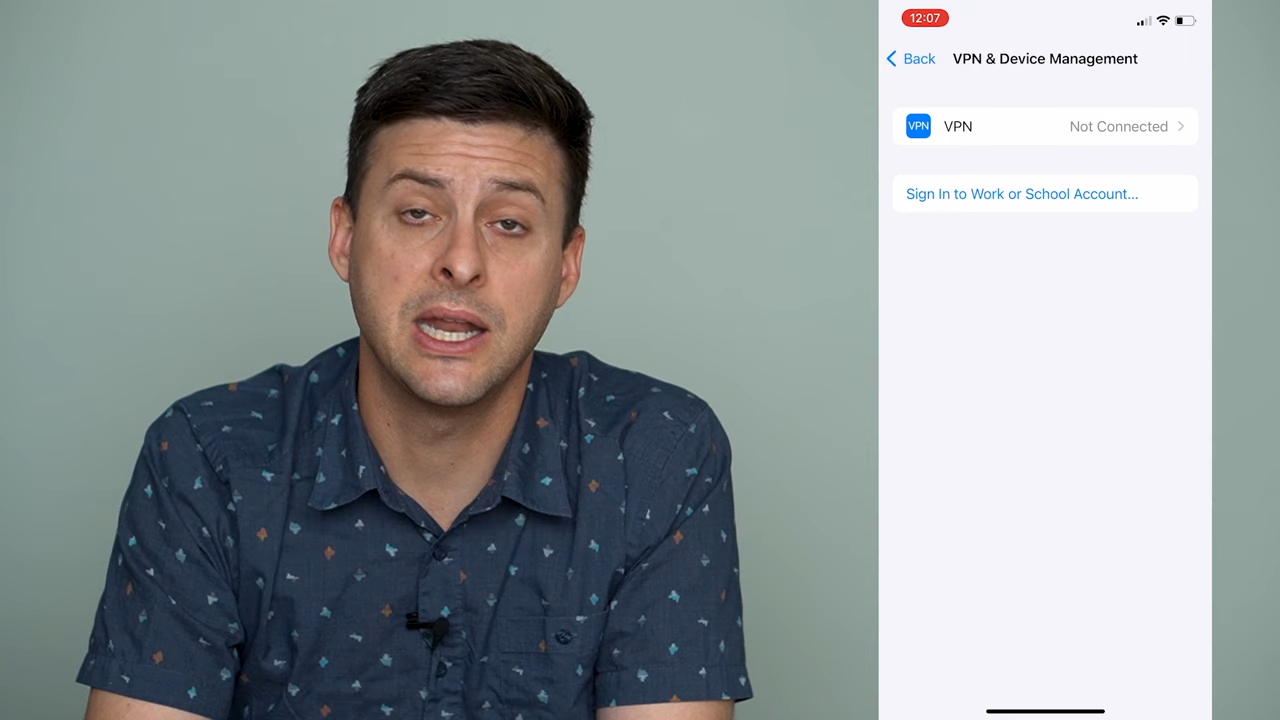 12:07
Back VPN & Device Management
VPN VPN Not Connected
Sign In to Work or School Account...